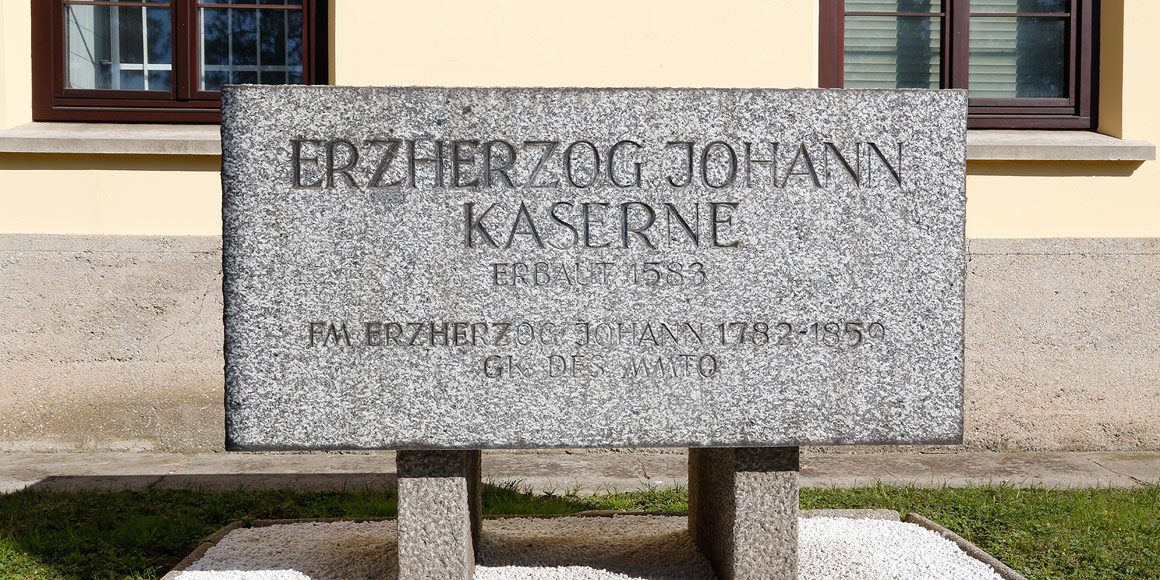 ERZHERZOG JOHANN
KASERNE
ERBAUT 1583
FM ERZHERZOG JOHANN 1782-1859
GK. DES MMTO